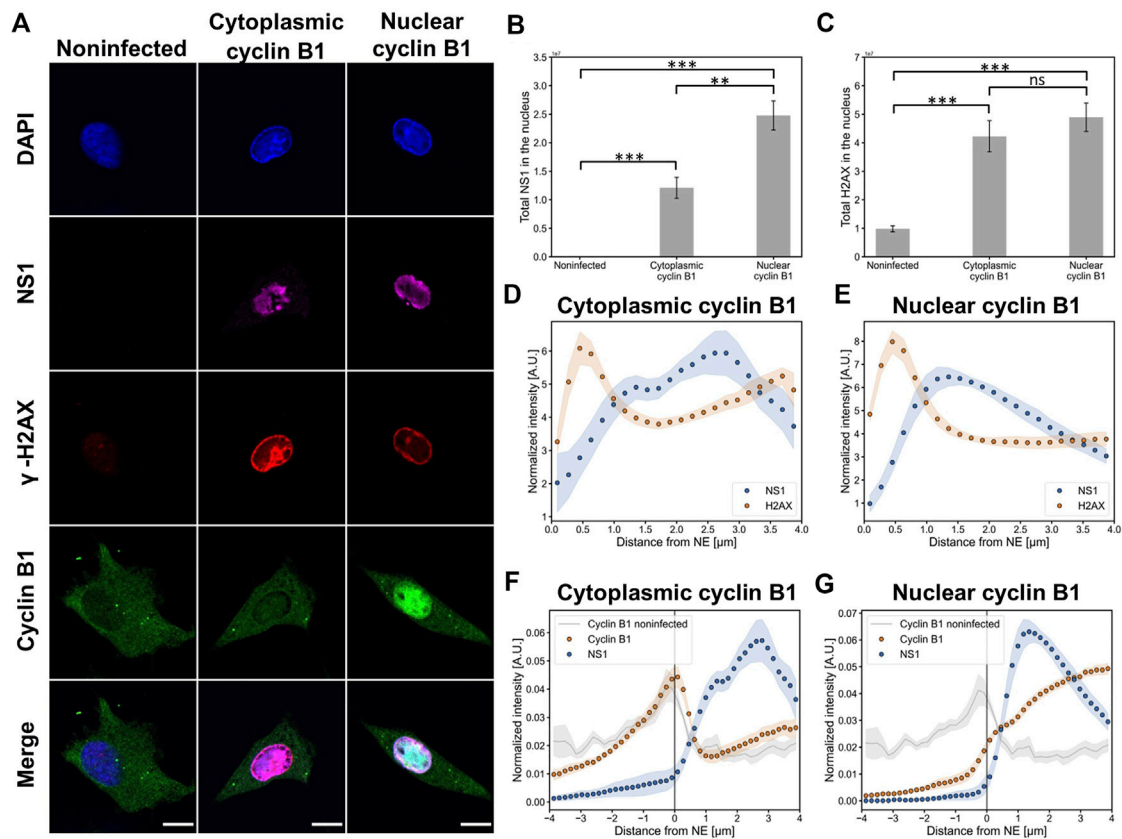 A
Noninfected
Cytoplasmic
cyclin B1
Nuclear
cyclin B1
DAPI
NS1
γ-H2AX
Cyclin B1
Merge
B
1e7
Total NS1 in the nucleus
3.5
3.0
2.5
2.0
1.5
1.0
0.5
0.0
***
**
***
Noninfected
Cytoplasmic
cyclin B1
Nuclear
cyclin B1
C
1e7
Total H2AX in the nucleus
7
6
5
4
3
2
1
0
***
ns
***
Noninfected
Cytoplasmic
cyclin B1
Nuclear
cyclin B1
D
Cytoplasmic cyclin B1
Normalized intensity [A.U.]
6
5
4
3
2
1
NS1
H2AX
0.0 0.5 1.0 1.5 2.0 2.5 3.0 3.5 4.0
Distance from NE [µm]
E
Nuclear cyclin B1
Normalized intensity [A.U.]
8
7
6
5
4
3
2
1
NS1
H2AX
0.0 0.5 1.0 1.5 2.0 2.5 3.0 3.5 4.0
Distance from NE [µm]
F
Cytoplasmic cyclin B1
Normalized intensity [A.U.]
0.06
0.05
0.04
0.03
0.02
0.01
0.00
Cyclin B1 noninfected
Cyclin B1
NS1
−4 −3 −2 −1 0 1 2 3 4
Distance from NE [µm]
G
Nuclear cyclin B1
Normalized intensity [A.U.]
0.07
0.06
0.05
0.04
0.03
0.02
0.01
0.00
Cyclin B1 noninfected
Cyclin B1
NS1
−4 −3 −2 −1 0 1 2 3 4
Distance from NE [µm]